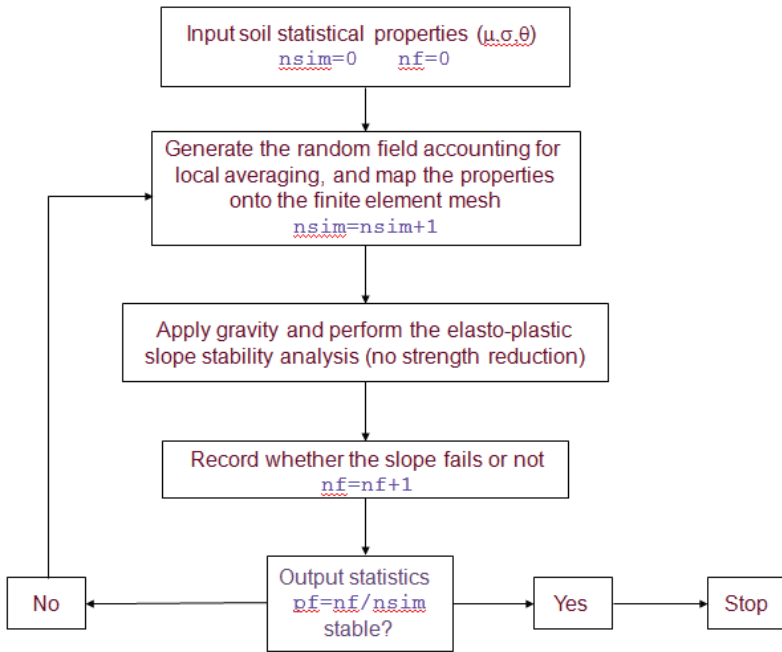 Input soil statistical properties (μ,σ,θ)
nsim=0 nf=0
Generate the random field accounting for
local averaging, and map the properties
onto the finite element mesh
nsim=nsim+1
Apply gravity and perform the elasto-plastic
slope stability analysis (no strength reduction)
Record whether the slope fails or not
nf=nf+1
Output statistics
pf=nf/nsim
stable?
No
Yes
Stop